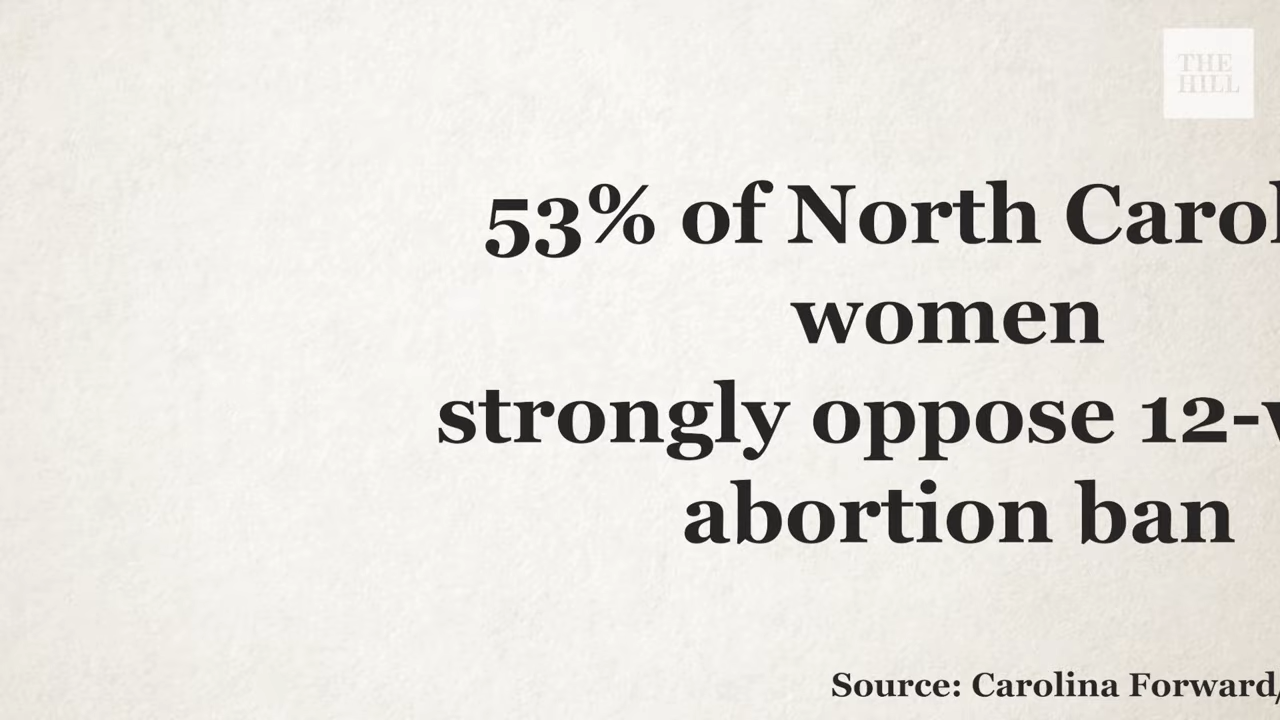 THE
HILL
53% of North Carol
women
strongly oppose 12-
abortion ban
Source: Carolina Forward/